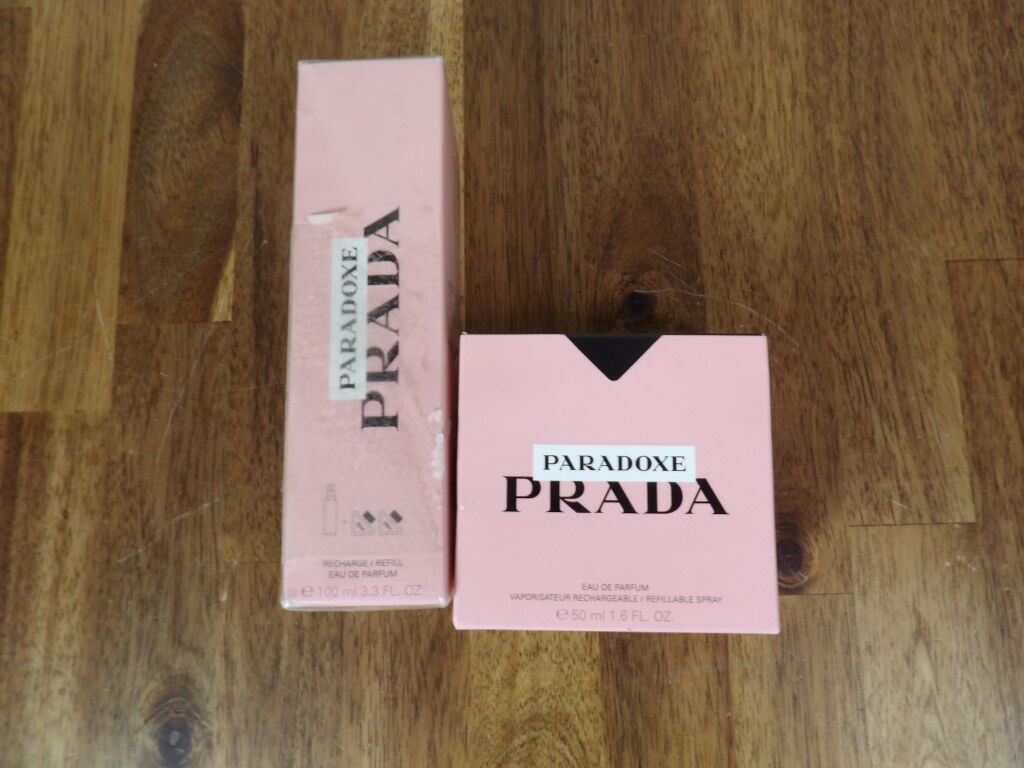 PARADOXE
PRADA
RECHARGE / REFILL
EAU DE PARFUM
℮ 100 ml 3.3 FL. OZ.
PARADOXE
PRADA
EAU DE PARFUM
VAPORISATEUR RECHARGEABLE / REFILLABLE SPRAY
℮ 50 ml 1.6 FL. OZ.